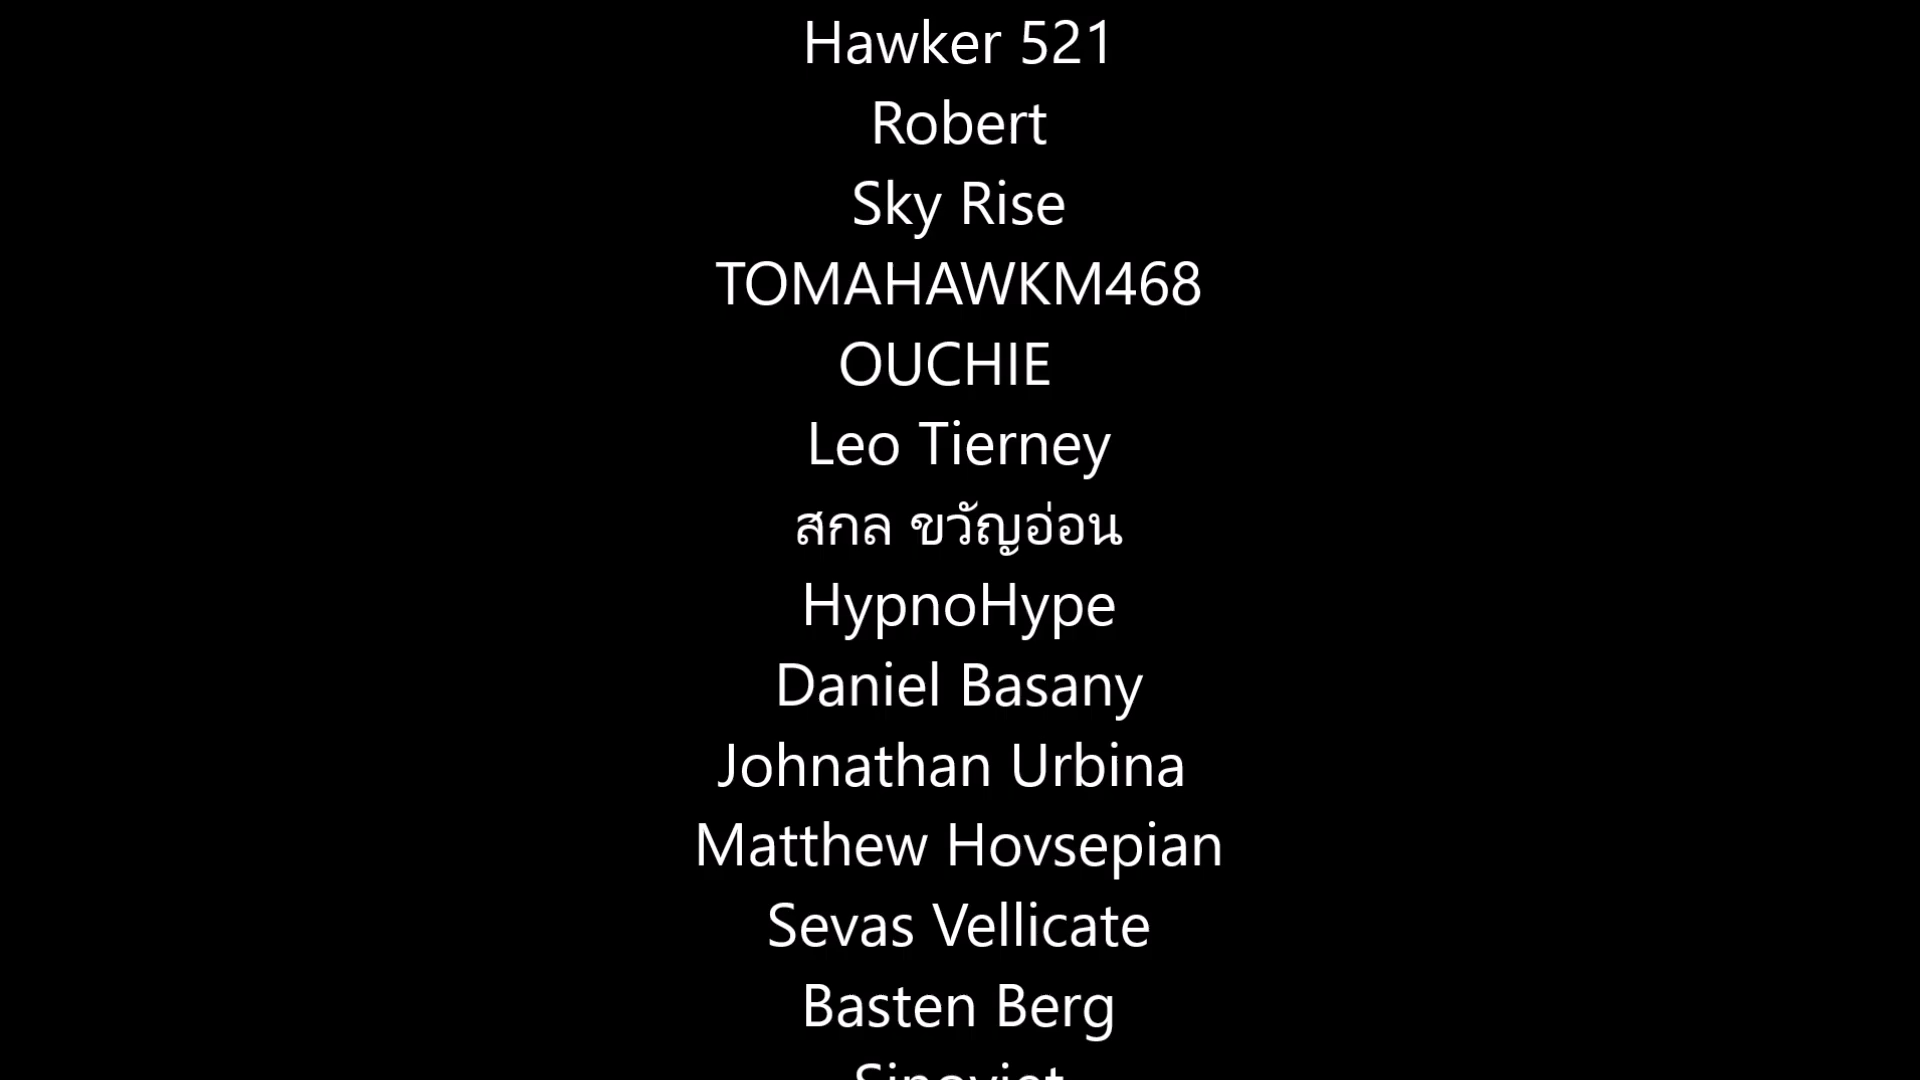 Hawker 521
Robert
Sky Rise
TOMAHAWKM468
OUCHIE
Leo Tierney
สกล ขวัญอ่อน
HypnoHype
Daniel Basany
Johnathan Urbina
Matthew Hovsepian
Sevas Vellicate
Basten Berg